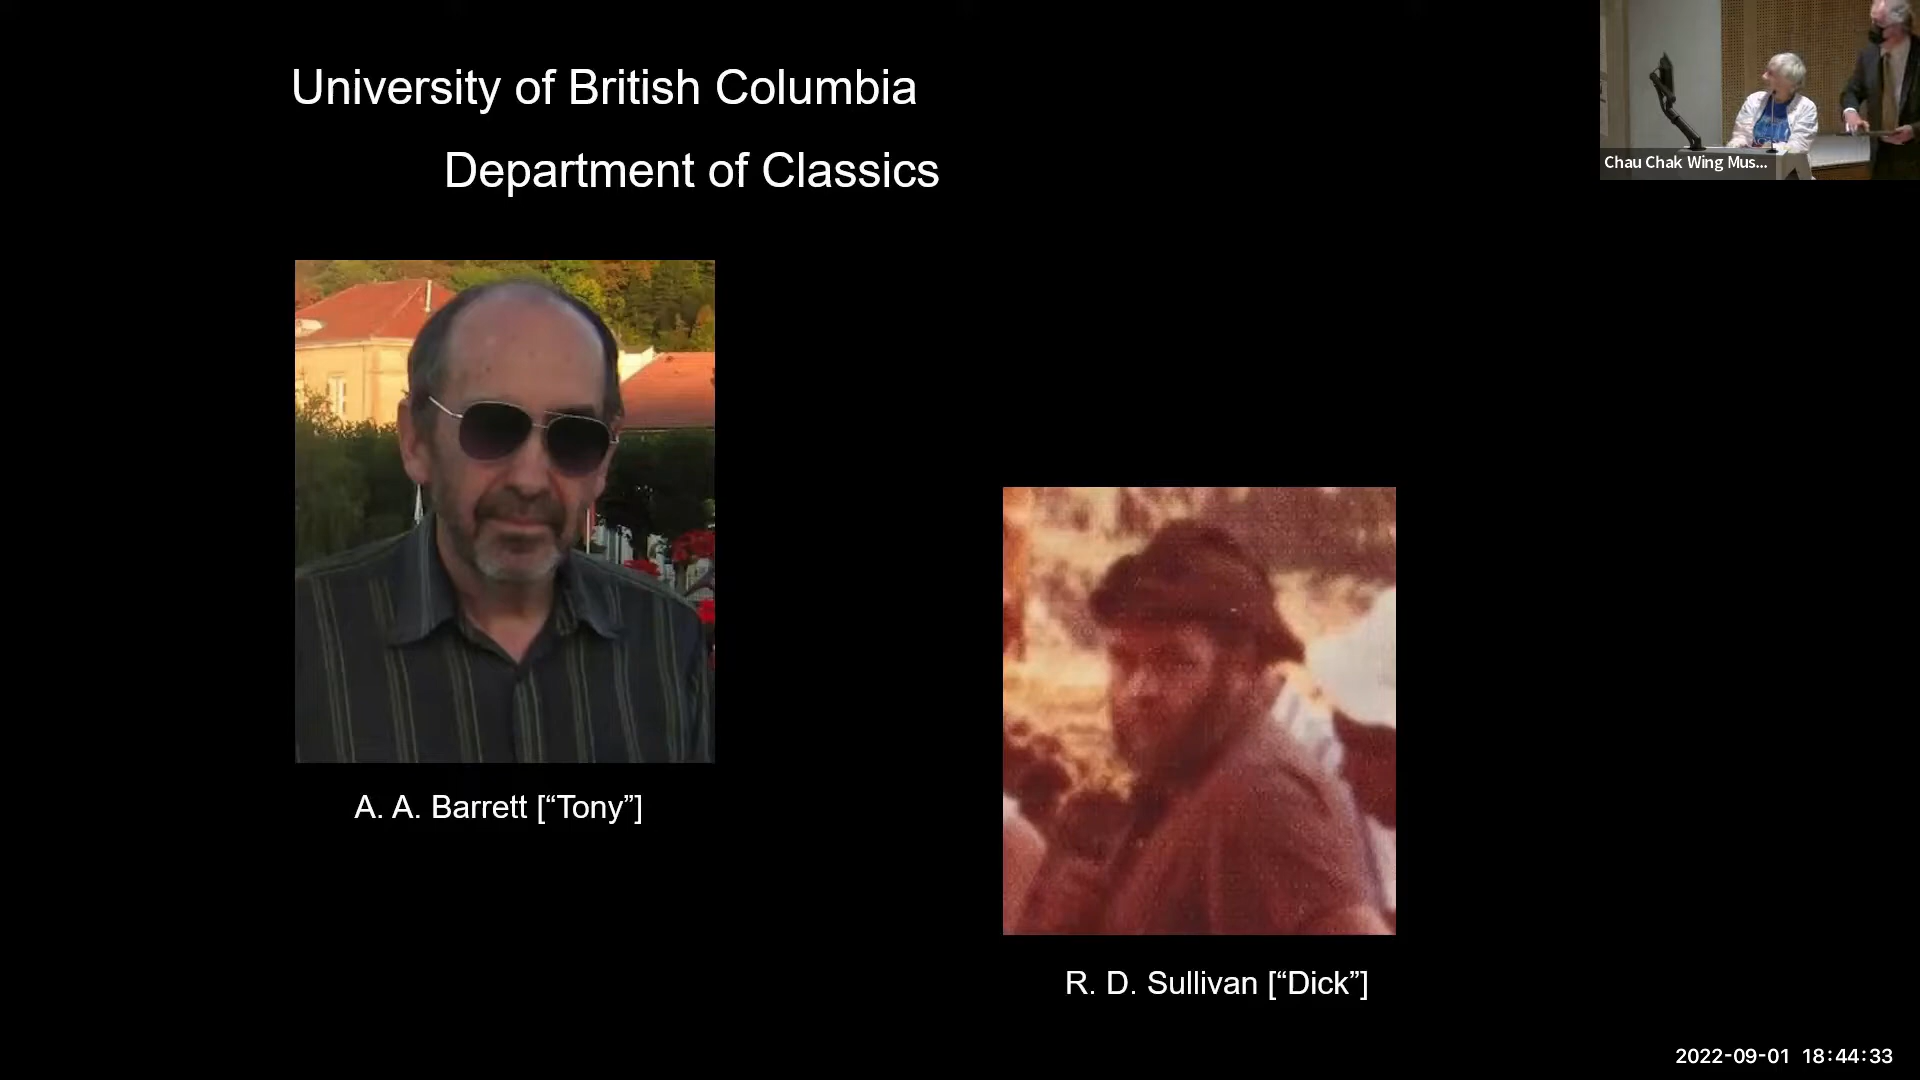 University of British Columbia
Department of Classics
Chau Chak Wing Mus...
A. A. Barrett [“Tony”]
R. D. Sullivan [“Dick”]
2022-09-01 18:44:33